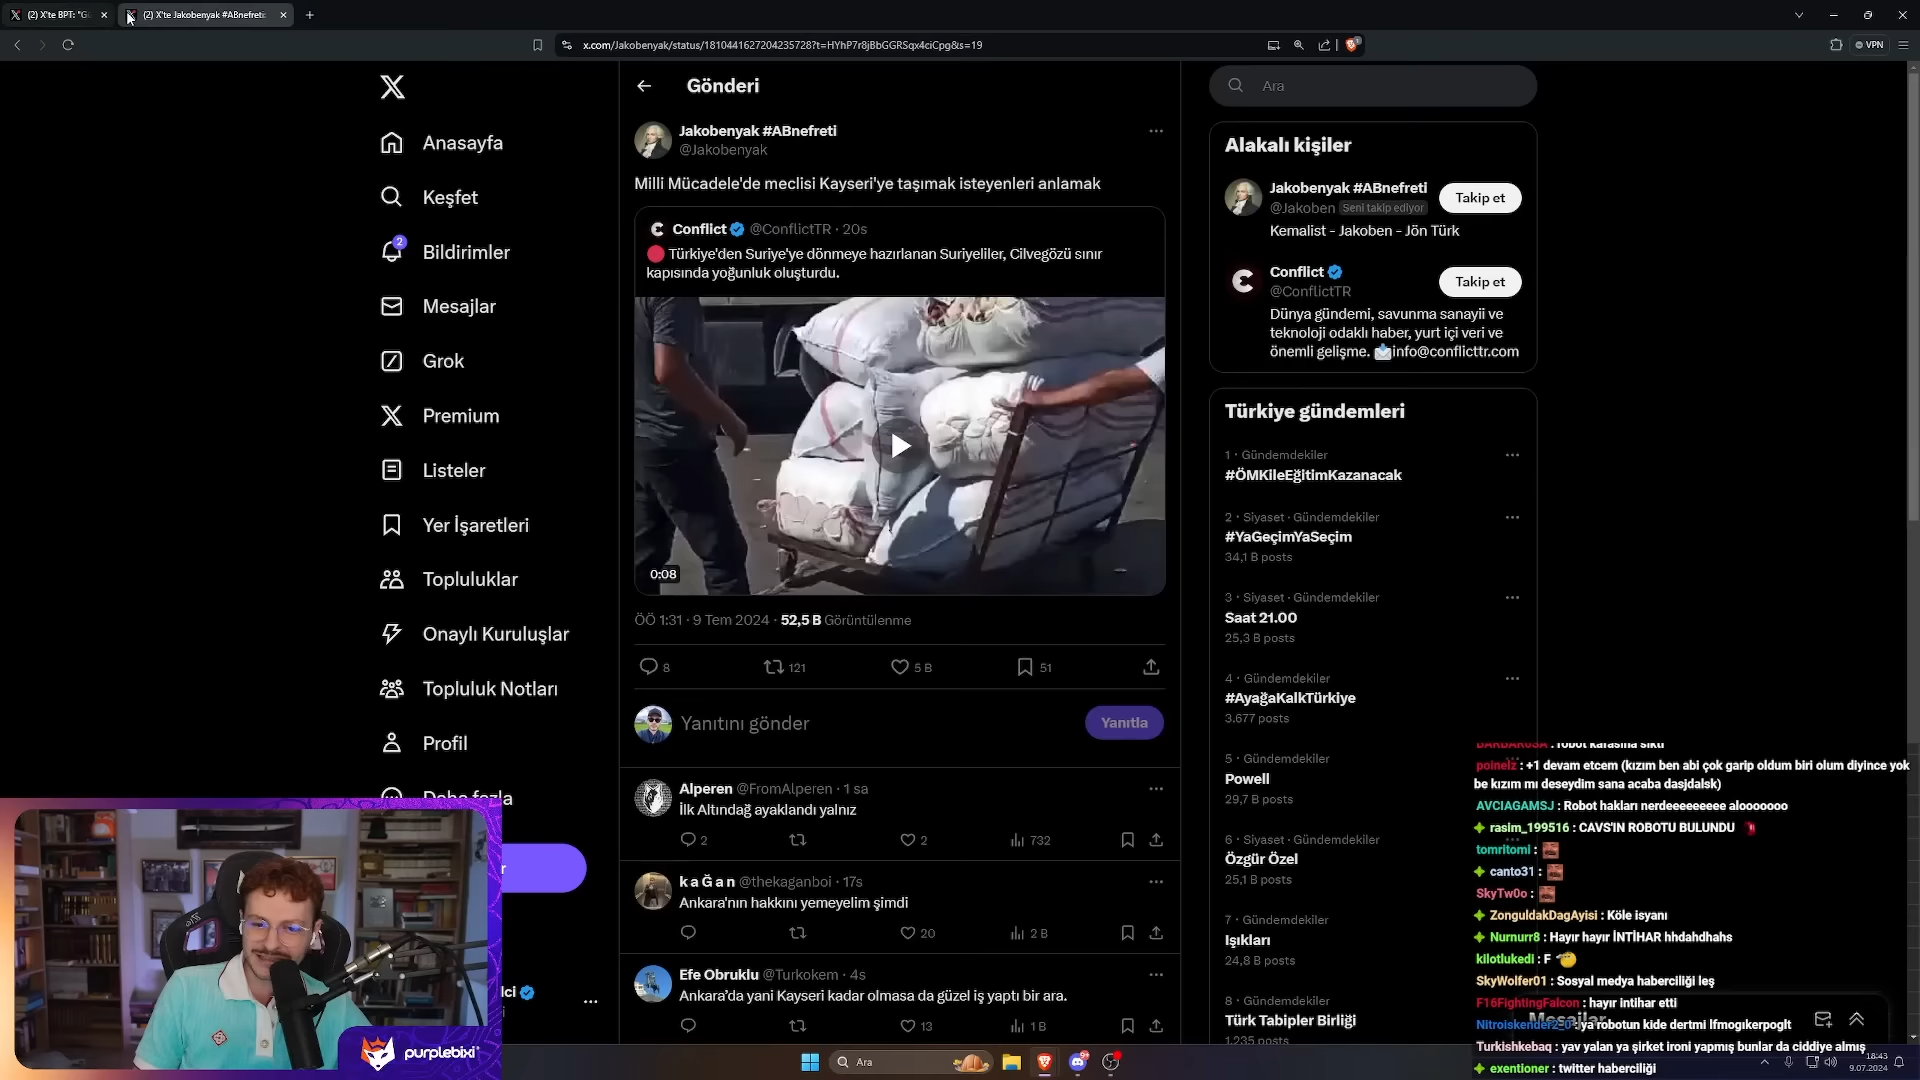 (2) X'te BPT: "G
(2) X'te Jakobenyak #ABnefreti
x.com/Jakobenyak/status/1810441627204235728?t=HYhP7r8jBbGGRSqx4ciCpg&s=19
VPN
Anasayfa
Keşfet
2
Bildirimler
Mesajlar
Grok
Premium
Listeler
Yer İşaretleri
Topluluklar
Onaylı Kuruluşlar
Topluluk Notları
Profil
Daha fazla
Gönderi
Jakobenyak #ABnefreti
@Jakobenyak
Milli Mücadele'de meclisi Kayseri'ye taşımak isteyenleri anlamak
Conflict @ConflictTR · 20s
Türkiye'den Suriye'ye dönmeye hazırlanan Suriyeliler, Cilvegözü sınır
kapısında yoğunluk oluşturdu.
0:08
ÖÖ 1:31 · 9 Tem 2024 · 52,5 B Görüntülenme
8 121 5 B 51
Yanıtını gönder
Yanıtla
Alperen @FromAlperen · 1 sa
İlk Altındağ ayaklandı yalnız
2 2 732
k a Ğ a n @thekaganboi · 17s
Ankara'nın hakkını yemeyelim şimdi
20 2 B
Efe Obruklu @Turkokem · 4s
Ankara'da yani Kayseri kadar olmasa da güzel iş yaptı bir ara.
13 1 B
Ara
Alakalı kişiler
Jakobenyak #ABnefreti
@Jakoben Seni takip ediyor
Takip et
Kemalist - Jakoben - Jön Türk
Conflict
@ConflictTR
Takip et
Dünya gündemi, savunma sanayii ve
teknoloji odaklı haber, yurt içi veri ve
önemli gelişme. info@conflicttr.com
Türkiye gündemleri
1 · Gündemdekiler
#ÖMKileEğitimKazanacak
2 · Siyaset · Gündemdekiler
#YaGeçimYaSeçim
34,1 B posts
3 · Siyaset · Gündemdekiler
Saat 21.00
25,3 B posts
4 · Gündemdekiler
#AyağaKalkTürkiye
3.677 posts
5 · Gündemdekiler
Powell
29,7 B posts
6 · Siyaset · Gündemdekiler
Özgür Özel
25,1 B posts
7 · Gündemdekiler
Işıkları
24,8 B posts
8 · Gündemdekiler
Türk Tabipler Birliği
1.235 posts
Mesajlar
BARBAR0SA : robot kafasına sıktı
poinelz : +1 devam etcem (kızım ben abi çok garip oldum biri olum diyince yok
be kızım mı deseydim sana acaba dasjdalsk)
AVCIAGAMSJ : Robot hakları nerdeeeeeeeee alooooooo
rasim_199516 : CAVS'IN ROBOTU BULUNDU
tomritomi :
canto31 :
SkyTw0o :
ZonguldakDagAyisi : Köle isyanı
Nurnurr8 : Hayır hayır İNTİHAR hhdahdhahs
kilotlukedi : F
SkyWolfer01 : Sosyal medya haberciliği leş
F16FightingFalcon : hayır intihar etti
Nitroiskender2_0 : ya robotun kide dertmi lfmogıkerpoglt
Turkishkebaq : yav yalan ya şirket ironi yapmış bunlar da ciddiye almış
exentioner : twitter haberciliği
lci
purplebixi
Ara
18:43
9.07.2024